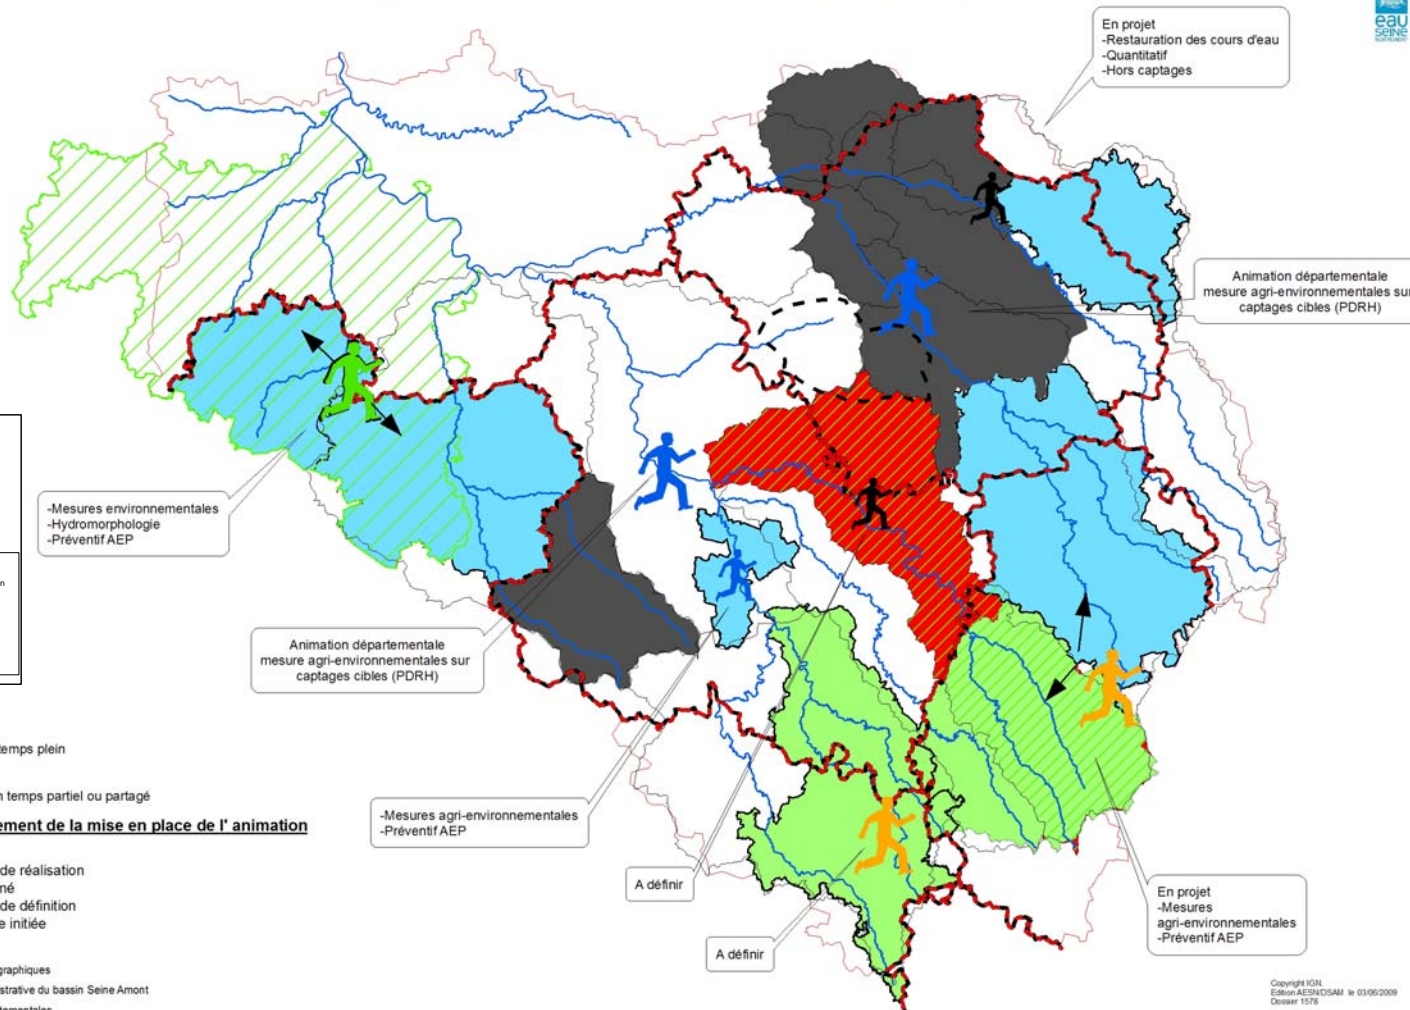 eau
SEINE
En projet
-Restauration des cours d'eau
-Quantitatif
-Hors captages
Animation départementale
mesure agri-environnementales sur
captages cibles (PDRH)
-Mesures environnementales
-Hydromorphologie
-Préventif AEP
n
Animation départementale
mesure agri-environnementales sur
captages cibles (PDRH)
temps plein
n temps partiel ou partagé
ement de la mise en place de l' animation
de réalisation
né
de définition
e initiée
-Mesures agri-environnementales
-Préventif AEP
A définir
A définir
En projet
-Mesures
agri-environnementales
-Préventif AEP
graphiques
strative du bassin Seine Amont
Copyright IGN.
Edition AESN/DSAM le 03/06/2009
Dossier 1578